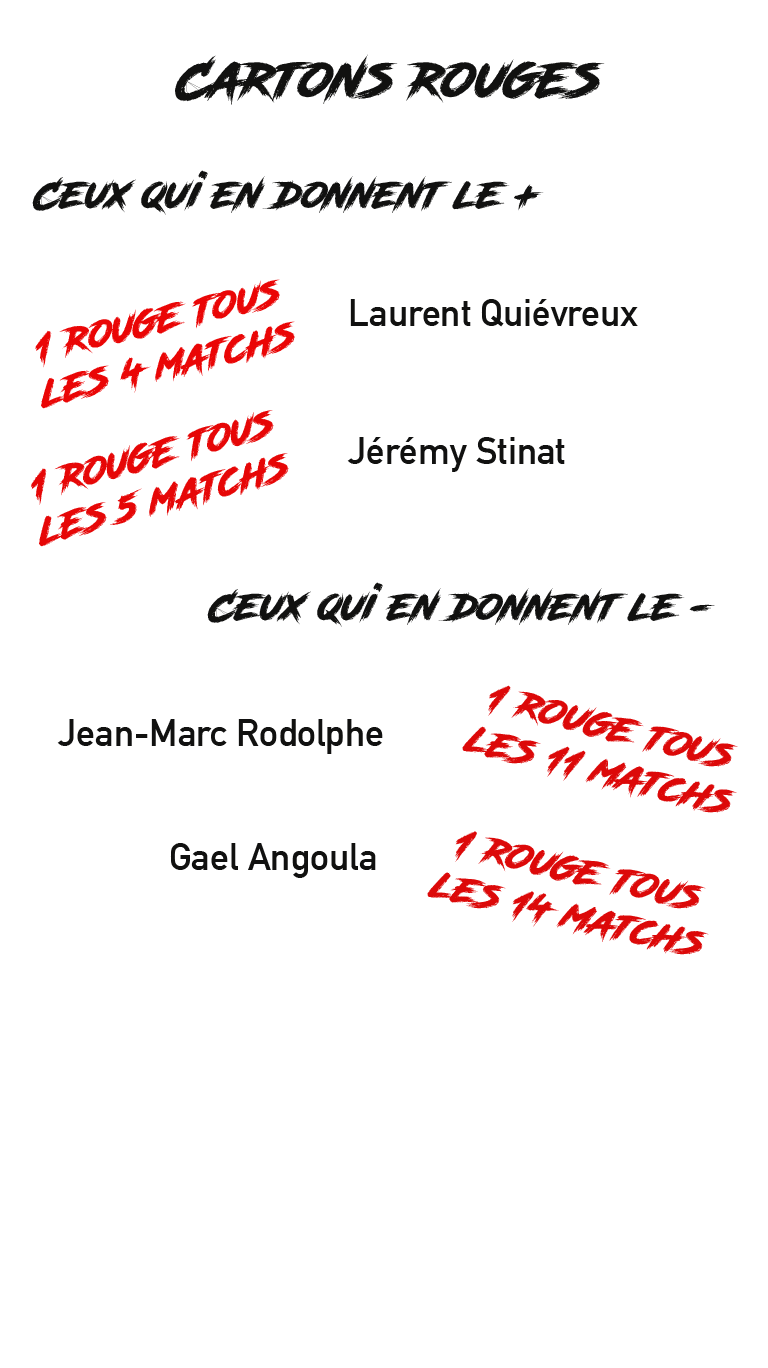 CARTONS ROUGES
CEUX QUI EN DONNENT LE +
1 ROUGE TOUS
LES 4 MATCHS
Laurent Quiévreux
1 ROUGE TOUS
LES 5 MATCHS
Jérémy Stinat
CEUX QUI EN DONNENT LE -
Jean-Marc Rodolphe
1 ROUGE TOUS
LES 11 MATCHS
Gael Angoula
1 ROUGE TOUS
LES 14 MATCHS